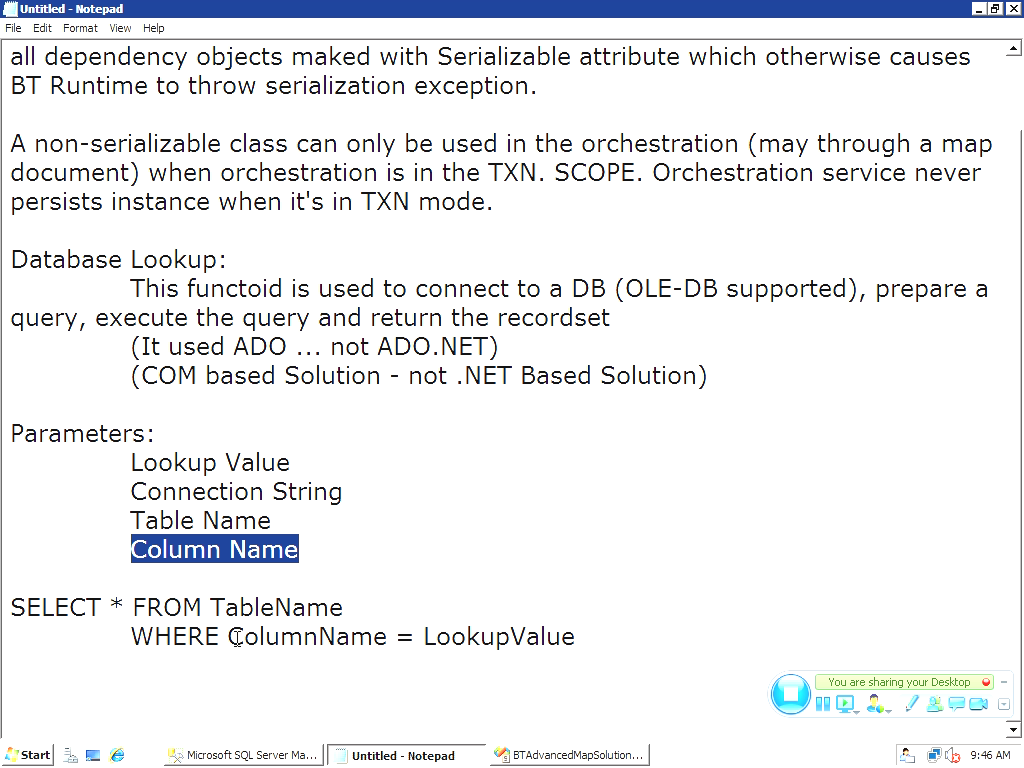 Untitled - Notepad
File Edit Format View Help
all dependency objects maked with Serializable attribute which otherwise causes
BT Runtime to throw serialization exception.
A non-serializable class can only be used in the orchestration (may through a map
document) when orchestration is in the TXN. SCOPE. Orchestration service never
persists instance when it's in TXN mode.
Database Lookup:
This functoid is used to connect to a DB (OLE-DB supported), prepare a
query, execute the query and return the recordset
(It used ADO ... not ADO.NET)
(COM based Solution - not .NET Based Solution)
Parameters:
Lookup Value
Connection String
Table Name
Column Name
SELECT * FROM TableName
WHERE ColumnName = LookupValue
You are sharing your Desktop
Start Microsoft SQL Server Ma... Untitled - Notepad BTAdvancedMapSolution... 9:46 AM